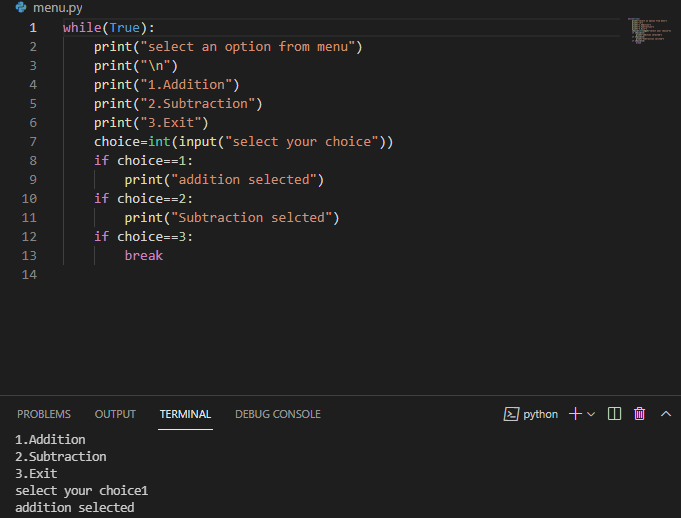 menu.py
1 while(True):
2     print("select an option from menu")
3     print("\n")
4     print("1.Addition")
5     print("2.Subtraction")
6     print("3.Exit")
7     choice=int(input("select your choice"))
8     if choice==1:
9         print("addition selected")
10     if choice==2:
11         print("Subtraction selcted")
12     if choice==3:
13         break
14
PROBLEMS OUTPUT TERMINAL DEBUG CONSOLE python
1.Addition
2.Subtraction
3.Exit
select your choice1
addition selected